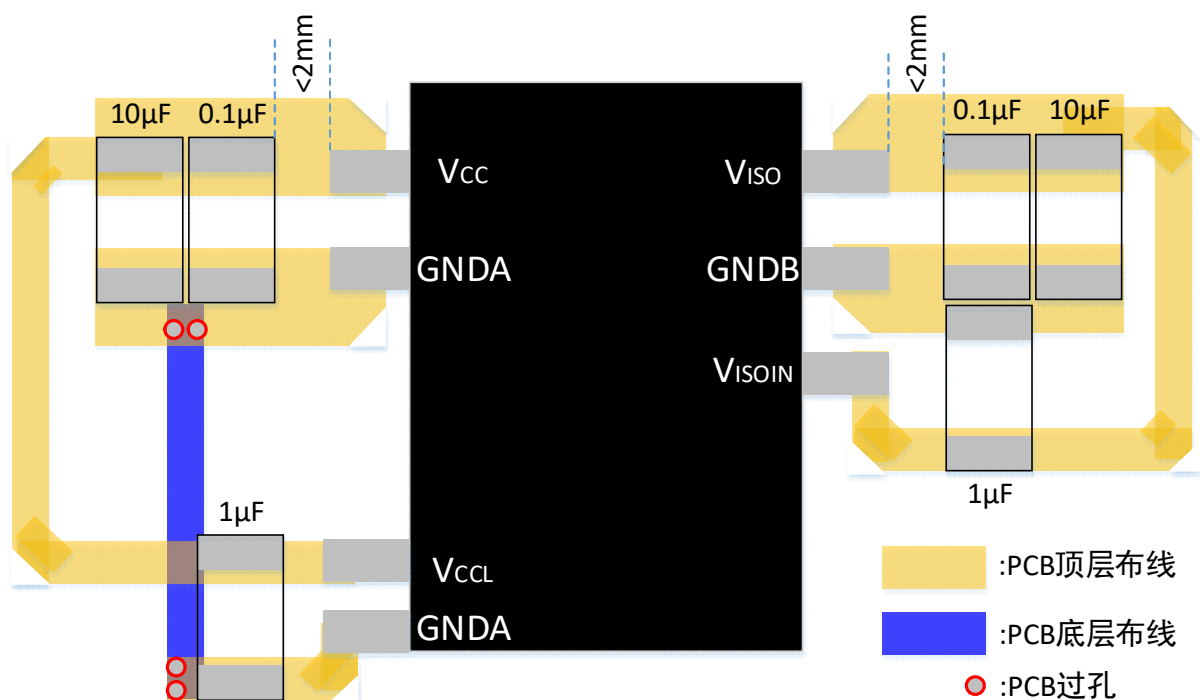 <2mm
<2mm
10μF
0.1μF
0.1μF
10μF
VCC
VISO
GNDA
GNDB
VISOIN
1μF
1μF
VCCL
GNDA
:PCB顶层布线
:PCB底层布线
:PCB过孔